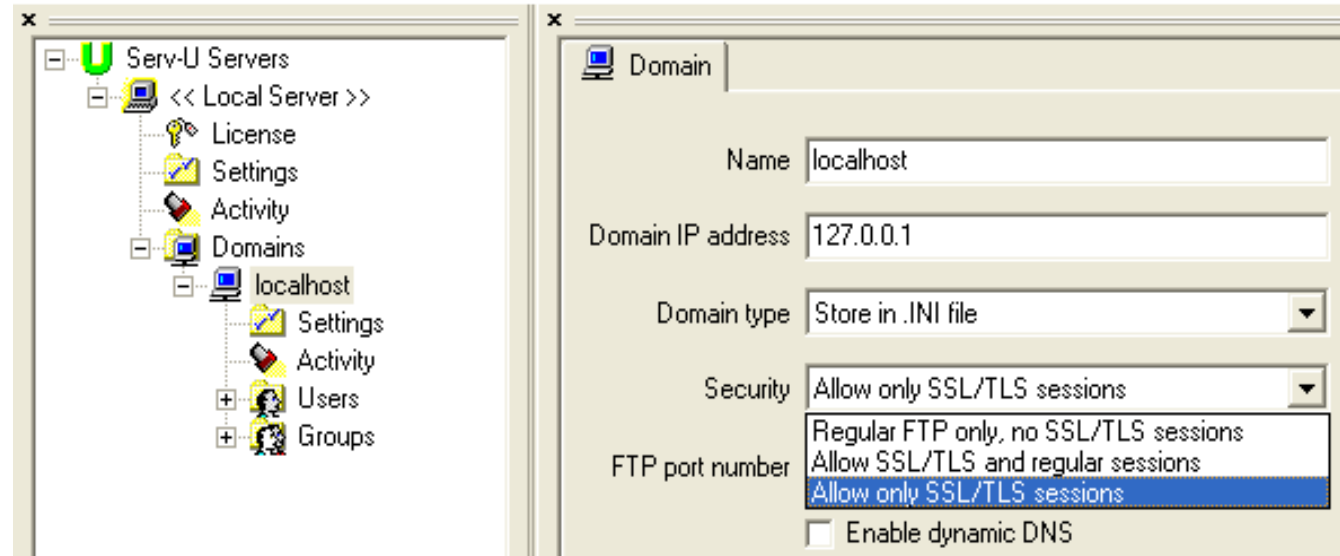 Serv-U Servers
<< Local Server >>
License
Settings
Activity
Domains
localhost
Settings
Activity
Users
Groups
Domain
Name localhost
Domain IP address 127.0.0.1
Domain type Store in .INI file
Security Allow only SSL/TLS sessions
Regular FTP only, no SSL/TLS sessions
FTP port number Allow SSL/TLS and regular sessions
Allow only SSL/TLS sessions
Enable dynamic DNS